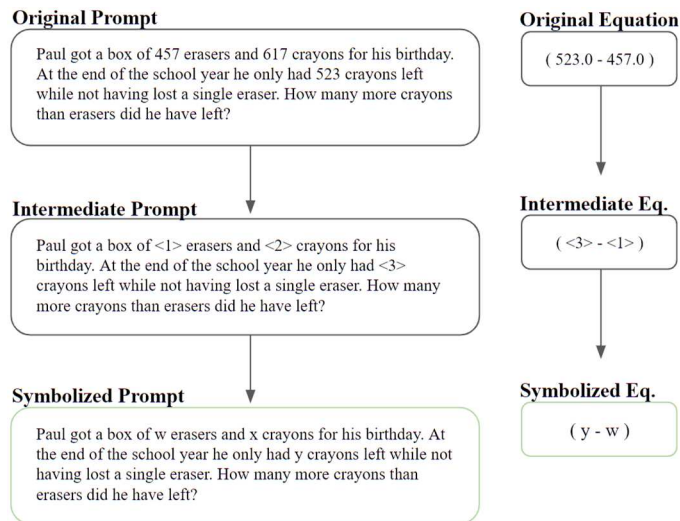 Original Prompt
Paul got a box of 457 erasers and 617 crayons for his birthday.
At the end of the school year he only had 523 crayons left
while not having lost a single eraser. How many more crayons
than erasers did he have left?
Original Equation
( 523.0 - 457.0 )
Intermediate Prompt
Paul got a box of <1> erasers and <2> crayons for his
birthday. At the end of the school year he only had <3>
crayons left while not having lost a single eraser. How many
more crayons than erasers did he have left?
Intermediate Eq.
( <3> - <1> )
Symbolized Prompt
Paul got a box of w erasers and x crayons for his birthday. At
the end of the school year he only had y crayons left while not
having lost a single eraser. How many more crayons than
erasers did he have left?
Symbolized Eq.
( y - w )